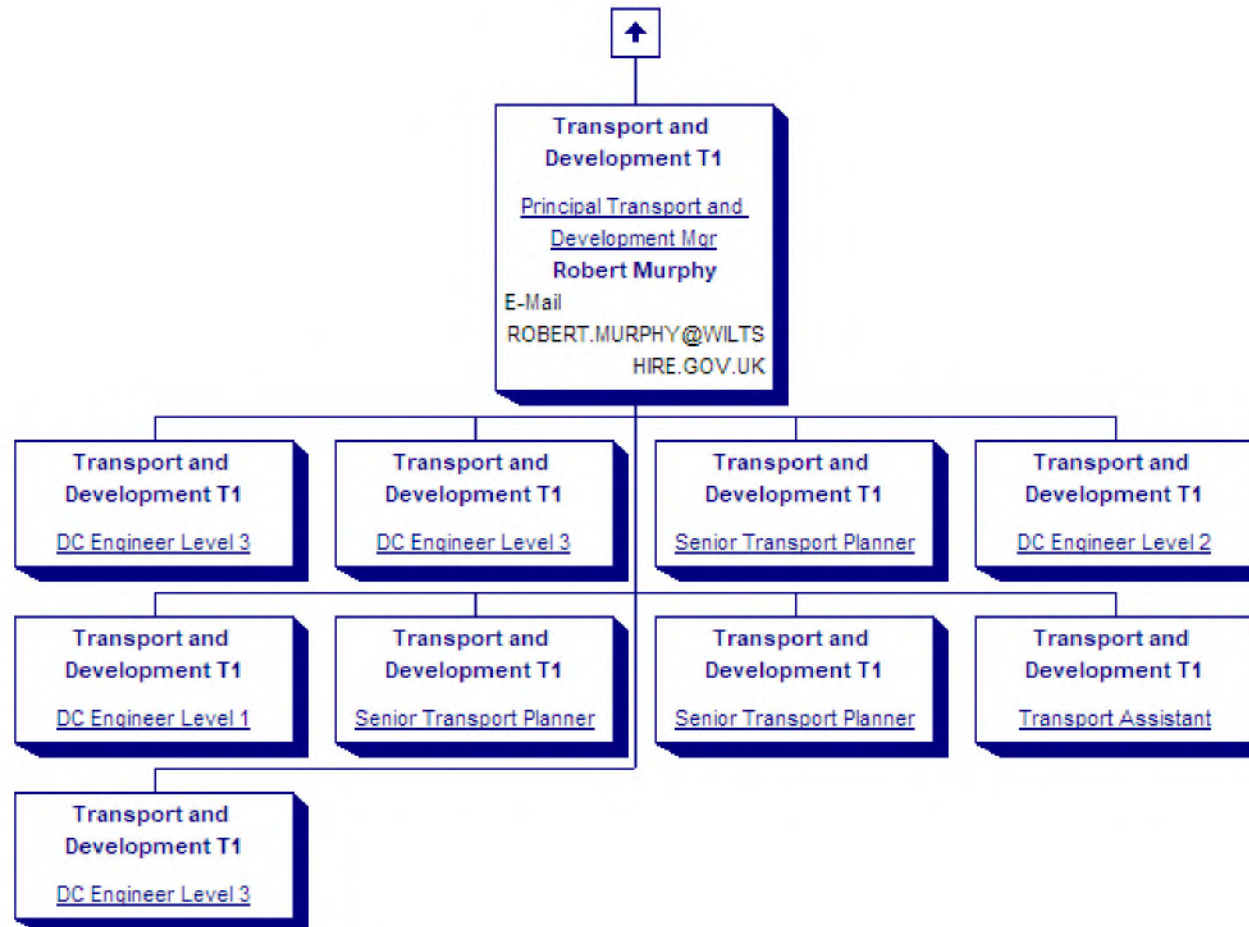 Transport and
Development T1
Principal Transport and
Development Mgr
Robert Murphy
E-Mail
ROBERT.MURPHY@WILTS
HIRE.GOV.UK
Transport and
Development T1
DC Engineer Level 3
Transport and
Development T1
DC Engineer Level 3
Transport and
Development T1
Senior Transport Planner
Transport and
Development T1
DC Engineer Level 2
Transport and
Development T1
DC Engineer Level 1
Transport and
Development T1
Senior Transport Planner
Transport and
Development T1
Senior Transport Planner
Transport and
Development T1
Transport Assistant
Transport and
Development T1
DC Engineer Level 3